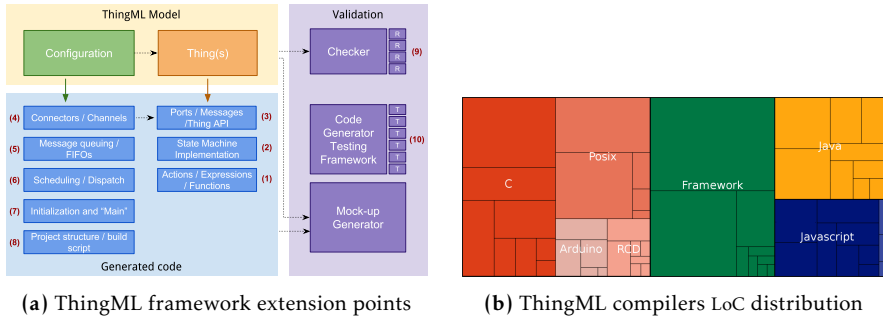 ThingML Model
Validation
Configuration
Thing(s)
Checker
R
R
R
R
(9)
(4)
Connectors / Channels
Ports / Messages
/Thing API
(3)
(5)
Message queuing /
FIFOs
State Machine
Implementation
(2)
(6)
Scheduling / Dispatch
Actions / Expressions /
Functions
(1)
(7)
Initialization and “Main”
(8)
Project structure / build
script
Generated code
Code
Generator
Testing
Framework
T
T
T
T
T
T
(10)
Mock-up
Generator
C
Posix
Arduino
RCD
Framework
Java
Javascript
(a) ThingML framework extension points
(b) ThingML compilers LoC distribution